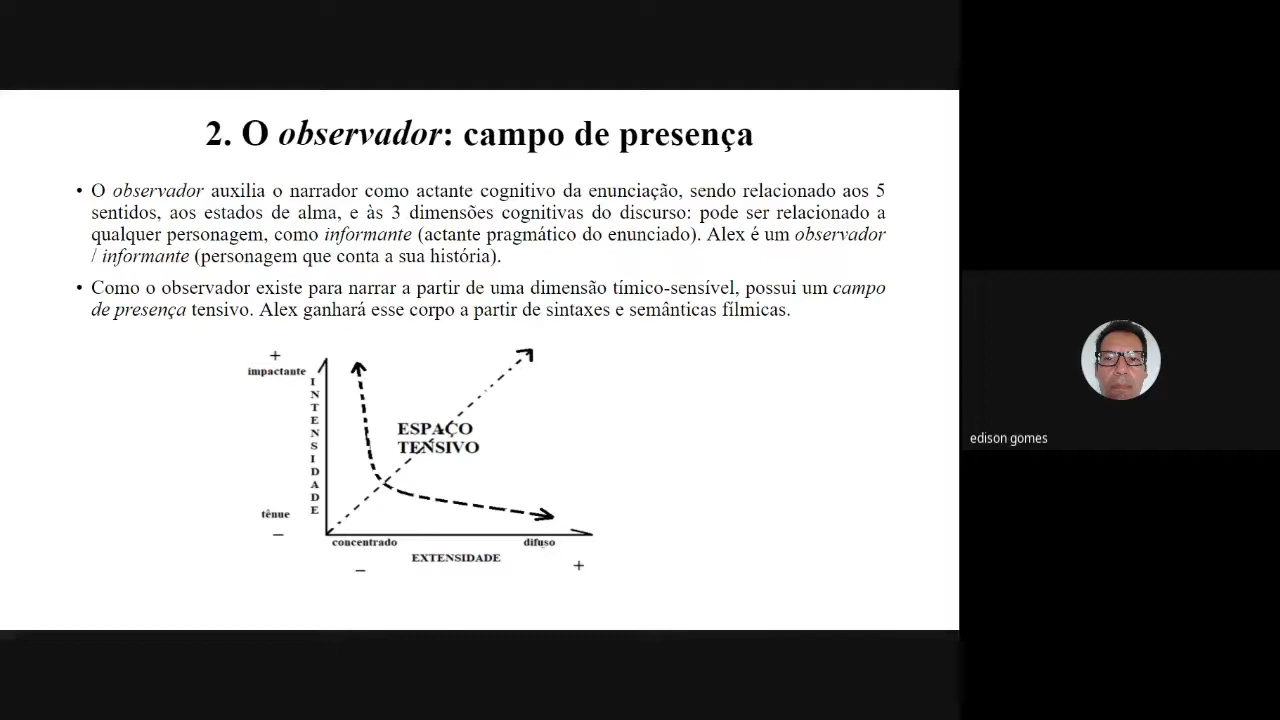 2. O observador: campo de presença
• O observador auxilia o narrador como actante cognitivo da enunciação, sendo relacionado aos 5
sentidos, aos estados de alma, e às 3 dimensões cognitivas do discurso: pode ser relacionado a
qualquer personagem, como informante (actante pragmático do enunciado). Alex é um observador
/ informante (personagem que conta a sua história).
• Como o observador existe para narrar a partir de uma dimensão tímico-sensível, possui um campo
de presença tensivo. Alex ganhará esse corpo a partir de sintaxes e semânticas fílmicas.
+
impactante
INTENSIDADE
ESPAÇO
TENSIVO
tênue
–
concentrado
difuso
EXTENSIDADE
–
+
edison gomes